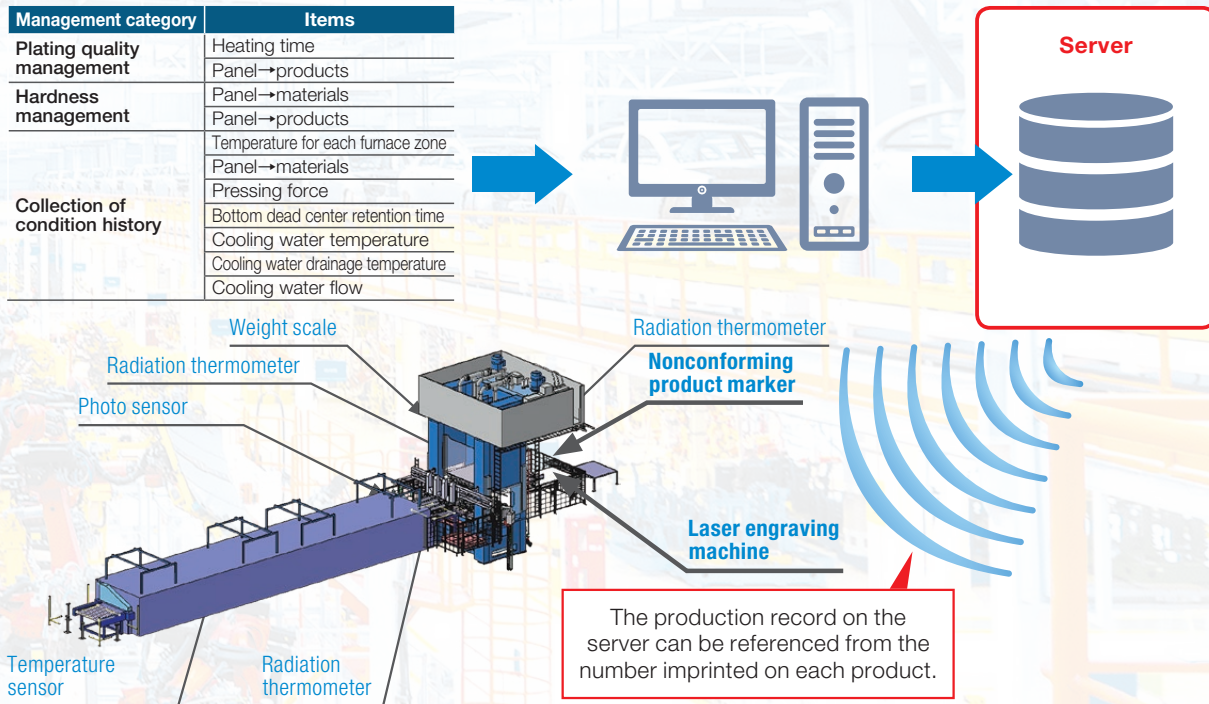 Management category Items
Plating quality
management
Heating time
Panel→products
Hardness
management
Panel→materials
Panel→products
Collection of
condition history
Temperature for each furnace zone
Panel→materials
Pressing force
Bottom dead center retention time
Cooling water temperature
Cooling water drainage temperature
Cooling water flow
Server
Weight scale
Radiation thermometer
Radiation thermometer
Nonconforming
product marker
Photo sensor
Laser engraving
machine
The production record on the
server can be referenced from the
number imprinted on each product.
Temperature
sensor
Radiation
thermometer